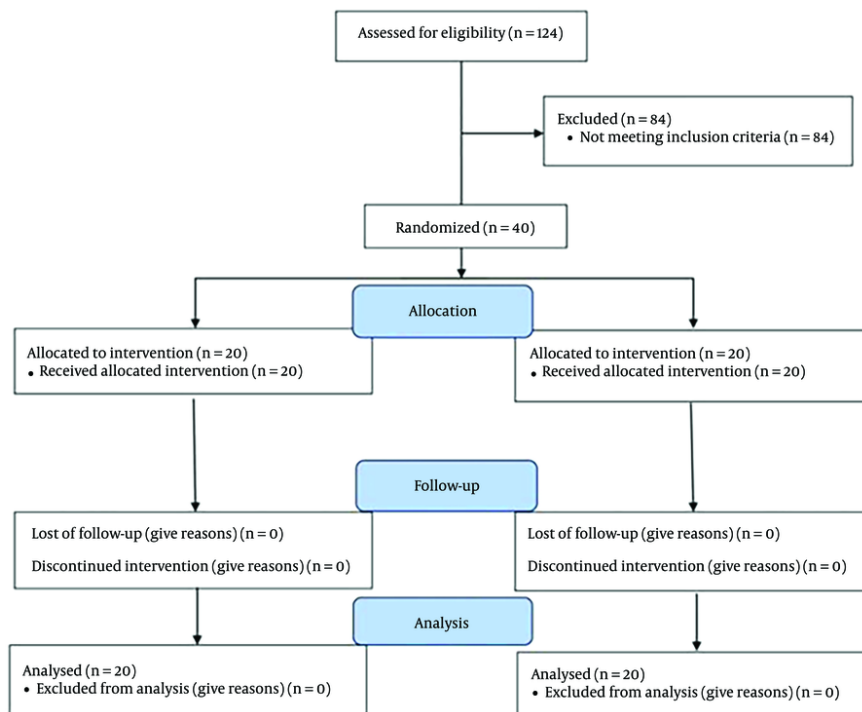 Assessed for eligibility (n = 124)
Excluded (n = 84)
• Not meeting inclusion criteria (n = 84)
Randomized (n = 40)
Allocation
Allocated to intervention (n = 20)
• Received allocated intervention (n = 20)
Allocated to intervention (n = 20)
• Received allocated intervention (n = 20)
Follow-up
Lost of follow-up (give reasons) (n = 0)
Discontinued intervention (give reasons) (n = 0)
Lost of follow-up (give reasons) (n = 0)
Discontinued intervention (give reasons) (n = 0)
Analysis
Analysed (n = 20)
• Excluded from analysis (give reasons) (n = 0)
Analysed (n = 20)
• Excluded from analysis (give reasons) (n = 0)